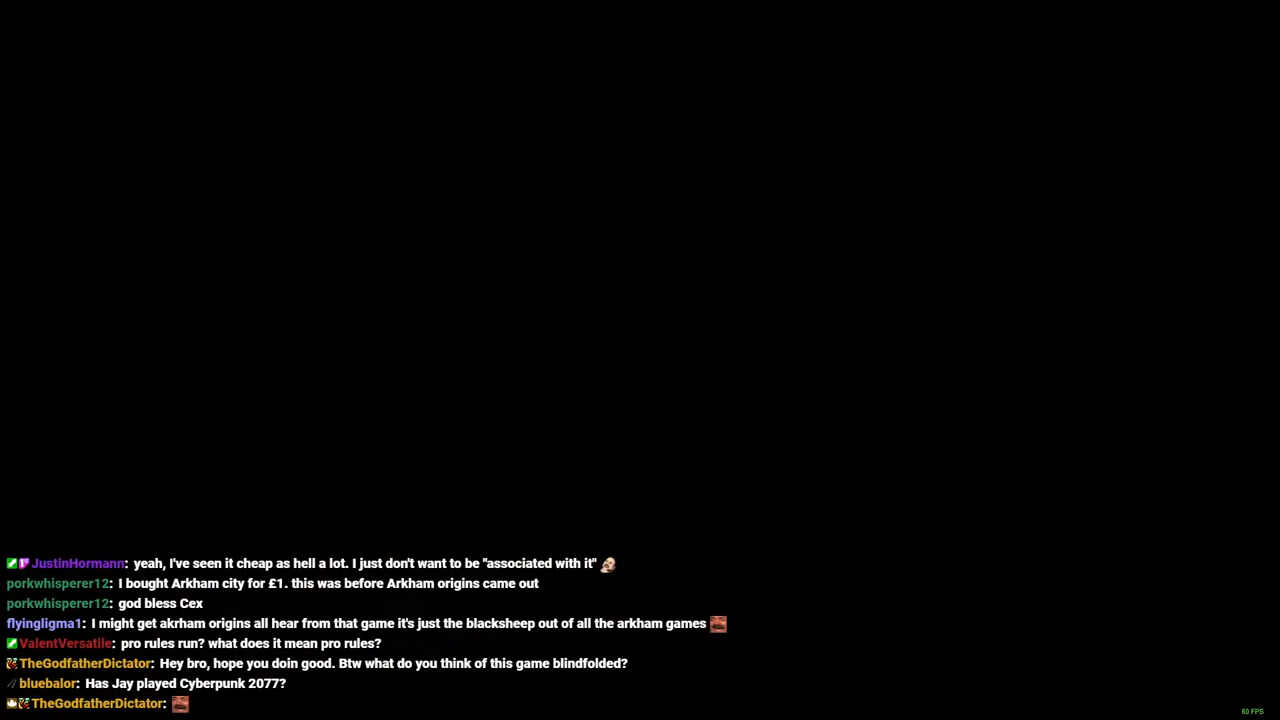 JustinHormann: yeah, I've seen it cheap as hell a lot. I just don't want to be "associated with it"
porkwhisperer12: I bought Arkham city for £1. this was before Arkham origins came out
porkwhisperer12: god bless Cex
flyingligma1: I might get akrham origins all hear from that game it's just the blacksheep out of all the arkham games
ValentVersatile: pro rules run? what does it mean pro rules?
TheGodfatherDictator: Hey bro, hope you doin good. Btw what do you think of this game blindfolded?
bluebalor: Has Jay played Cyberpunk 2077?
TheGodfatherDictator:
60 FPS